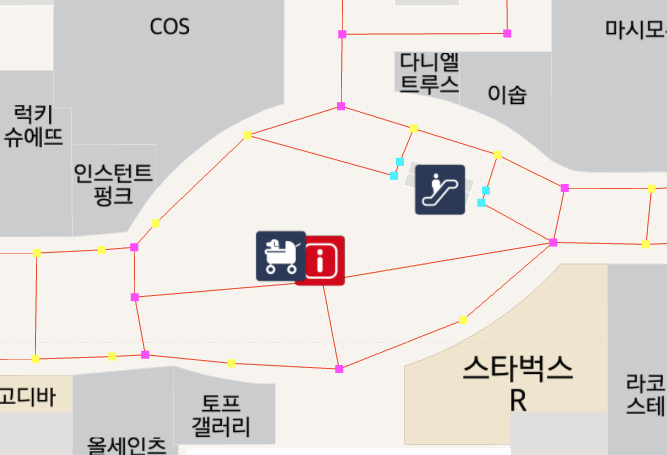 COS
마시모
다니엘
트루스
이솝
럭키
슈에뜨
인스턴트
펑크
i
스타벅스
R
고디바
토프
갤러리
라코
스테
올세인츠